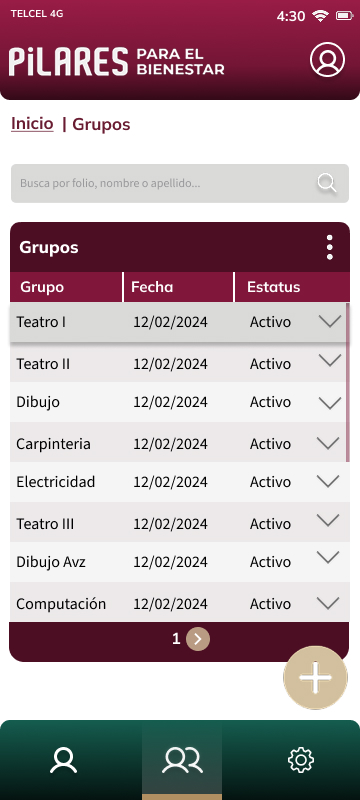 TELCEL 4G
4:30
PiLARES PARA EL
BIENESTAR
Inicio | Grupos
Busca por folio, nombre o apellido...
Grupos
Grupo Fecha Estatus
Teatro I 12/02/2024 Activo
Teatro II 12/02/2024 Activo
Dibujo 12/02/2024 Activo
Carpinteria 12/02/2024 Activo
Electricidad 12/02/2024 Activo
Teatro III 12/02/2024 Activo
Dibujo Avz 12/02/2024 Activo
Computación 12/02/2024 Activo
1